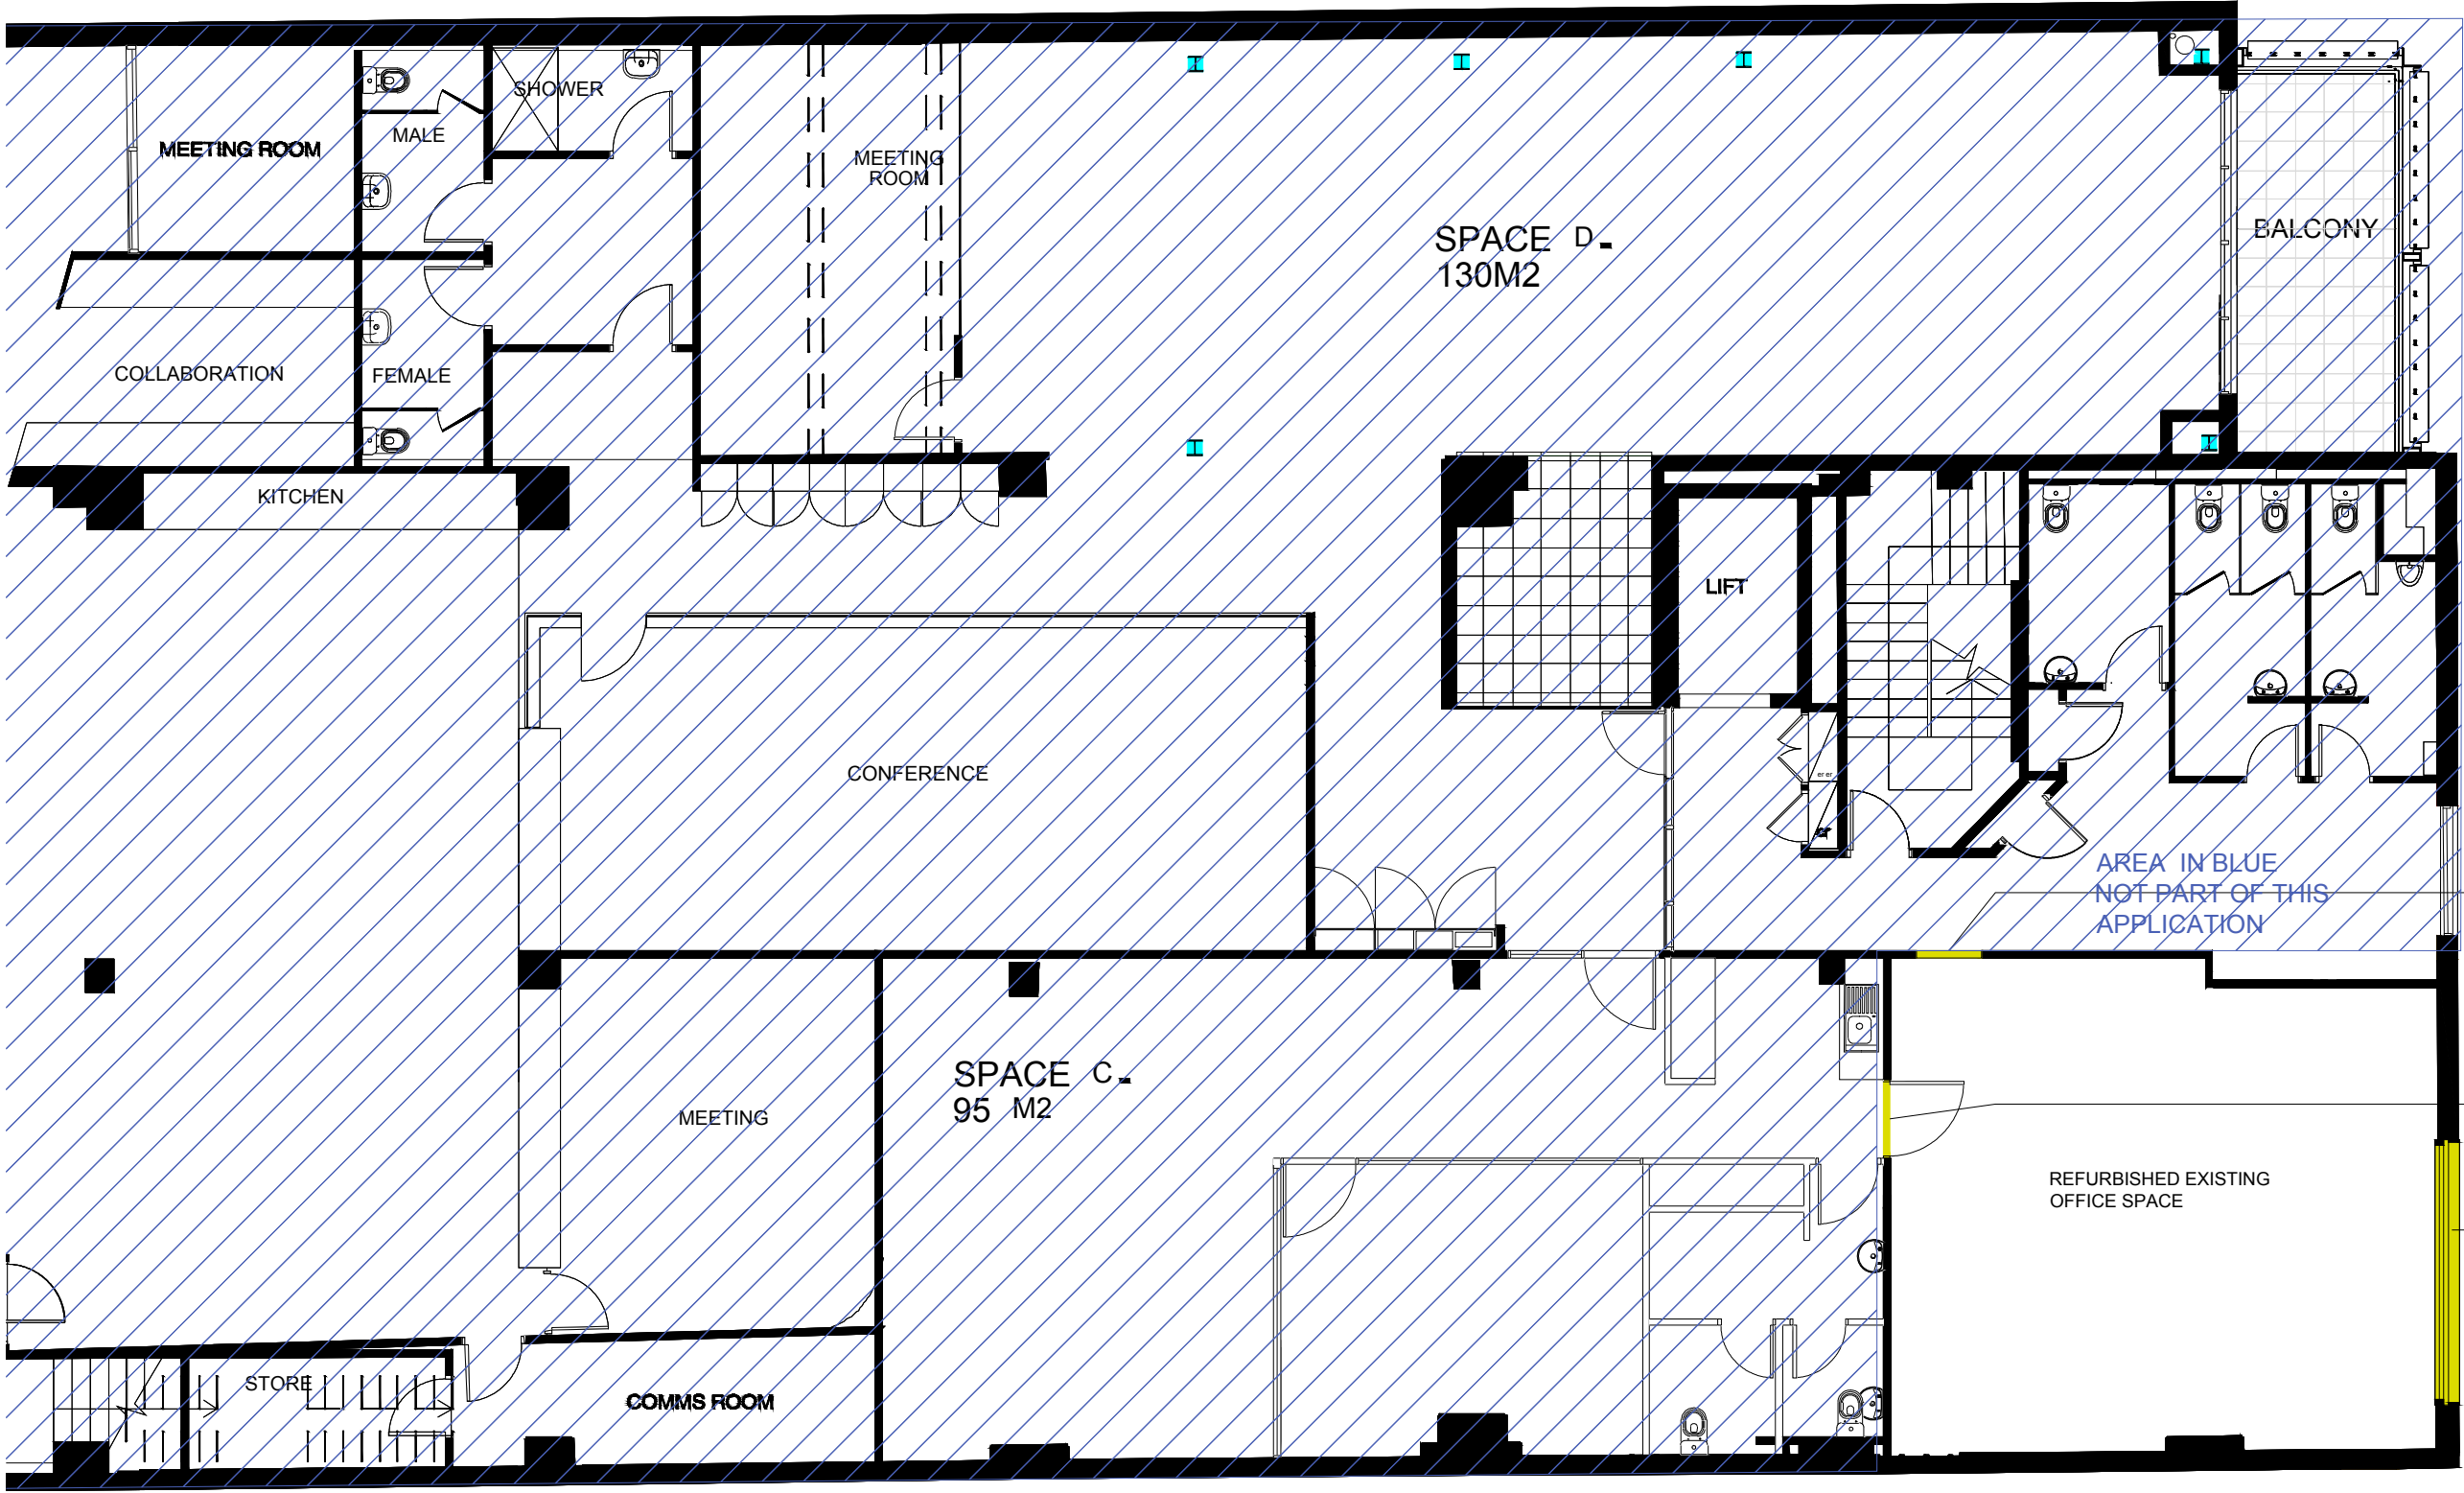 SHOWER
MALE
MEETING ROOM
MEETING
ROOM
SPACE D-
130M2
BALCONY
COLLABORATION
FEMALE
KITCHEN
LIFT
CONFERENCE
AREA IN BLUE
NOT PART OF THIS
APPLICATION
SPACE C-
95 M2
MEETING
REFURBISHED EXISTING
OFFICE SPACE
STORE
COMMS ROOM